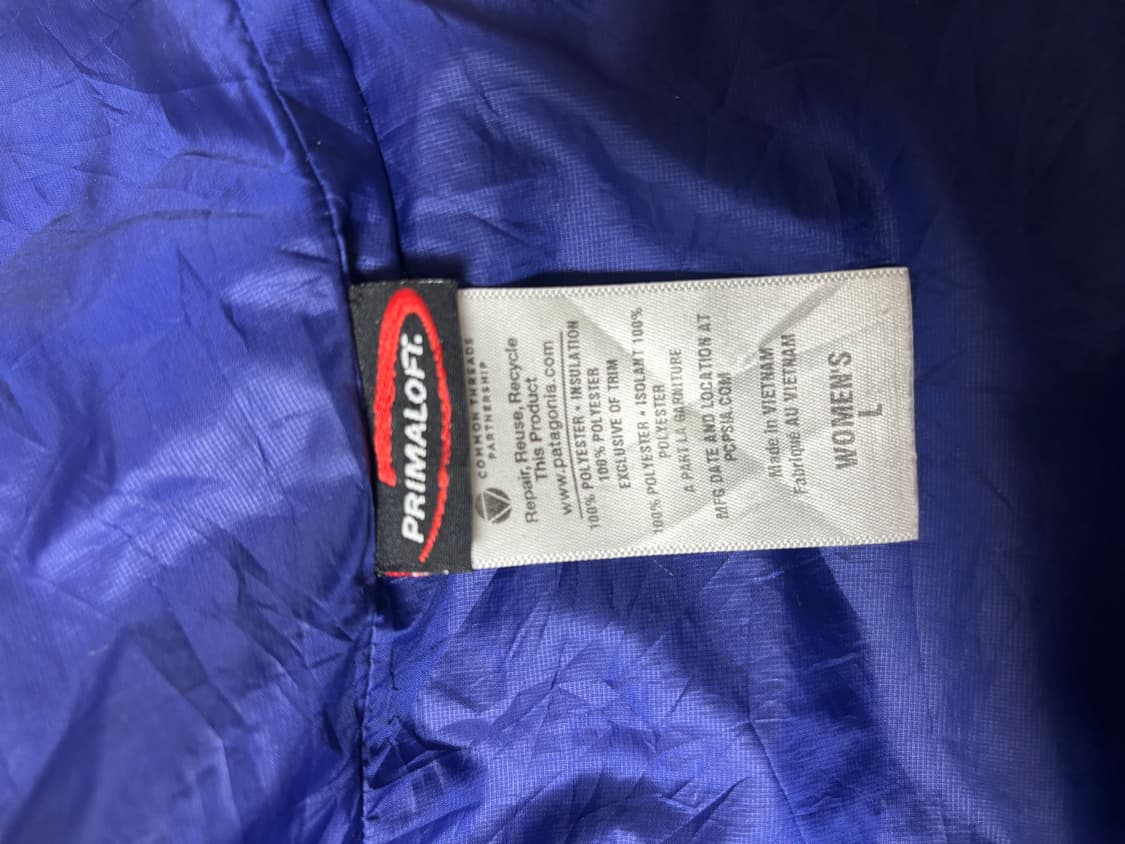 PRIMALOFT.
COMMON THREADS
PARTNERSHIP
Repair, Reuse, Recycle
This Product
www.patagonia.com
100% POLYESTER • INSULATION
100% POLYESTER
EXCLUSIVE OF TRIM
100% POLYESTER • ISOLANT 100%
POLYESTER
A PART LA GARNITURE
MFG DATE AND LOCATION AT
PCPSIA.COM
Made in VIETNAM
Fabriqué AU VIETNAM
WOMEN'S
L